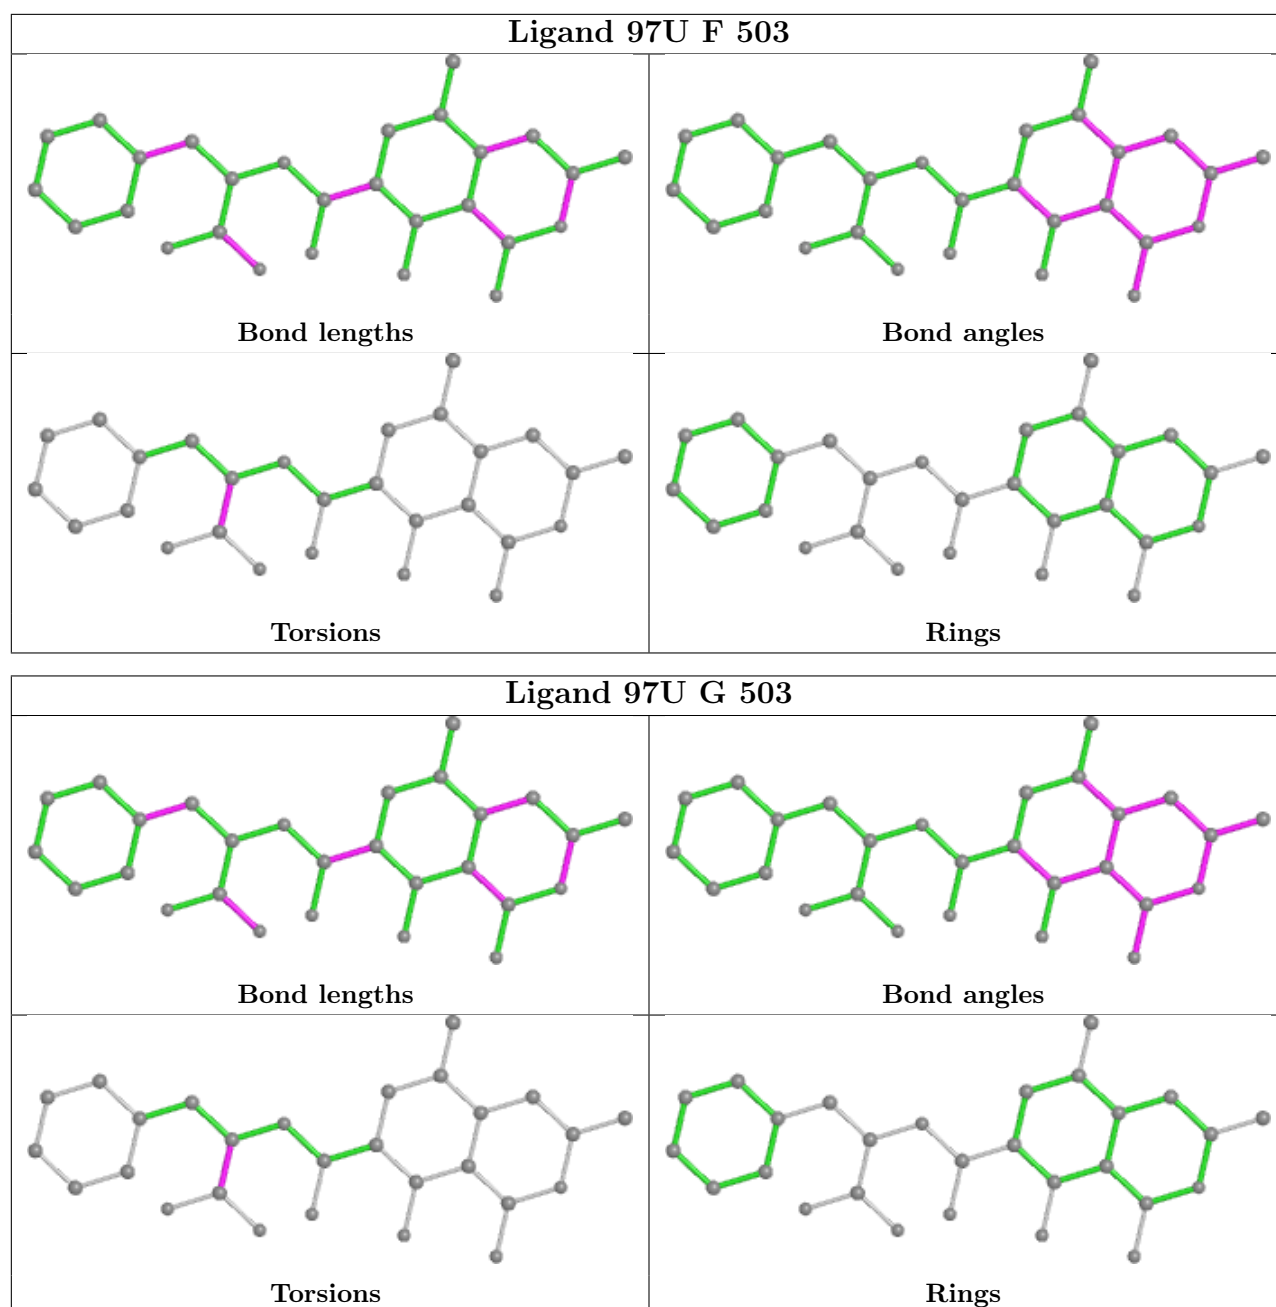 Ligand 97U F 503
Bond lengths
Bond angles
Torsions
Rings
Ligand 97U G 503
Bond lengths
Bond angles
Torsions
Rings